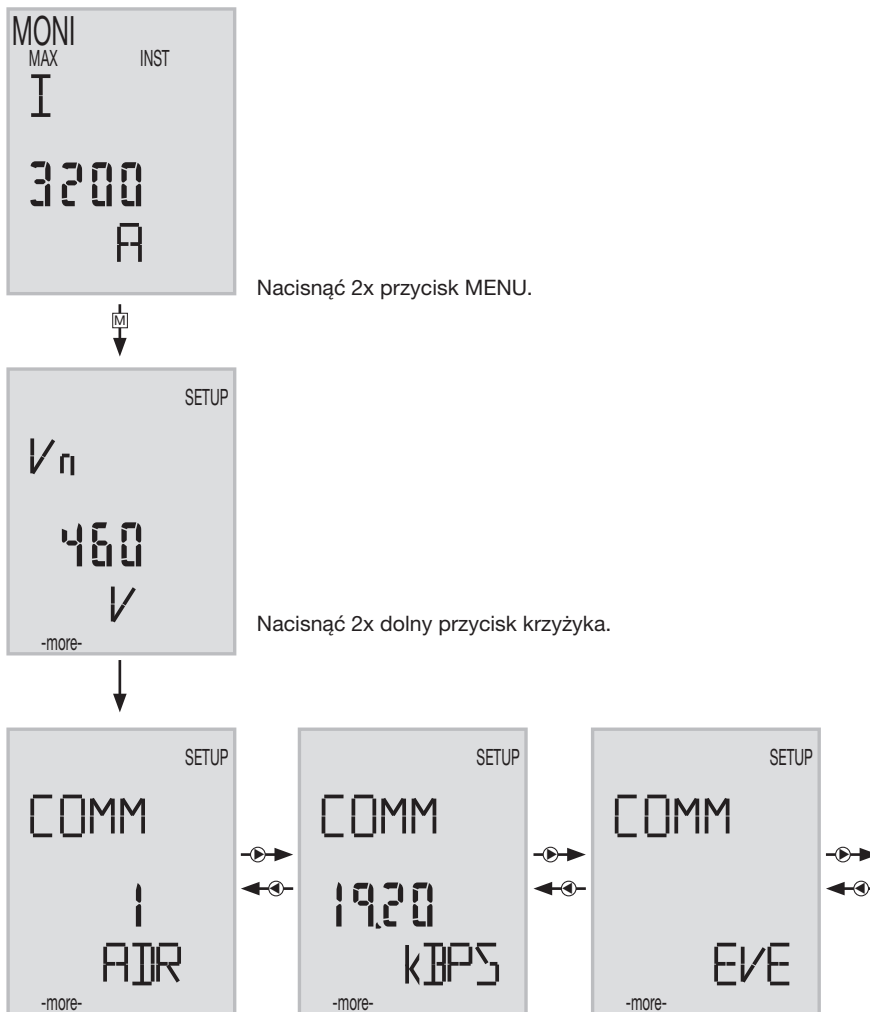 MONI
MAX INST
I
3200
A
Nacisnąć 2x przycisk MENU.
M
SETUP
Vn
460
V
-more-
Nacisnąć 2x dolny przycisk krzyżyka.
SETUP
COMM
1
ADR
-more-
SETUP
COMM
19.20
kBPS
-more-
SETUP
COMM
EVE
-more-